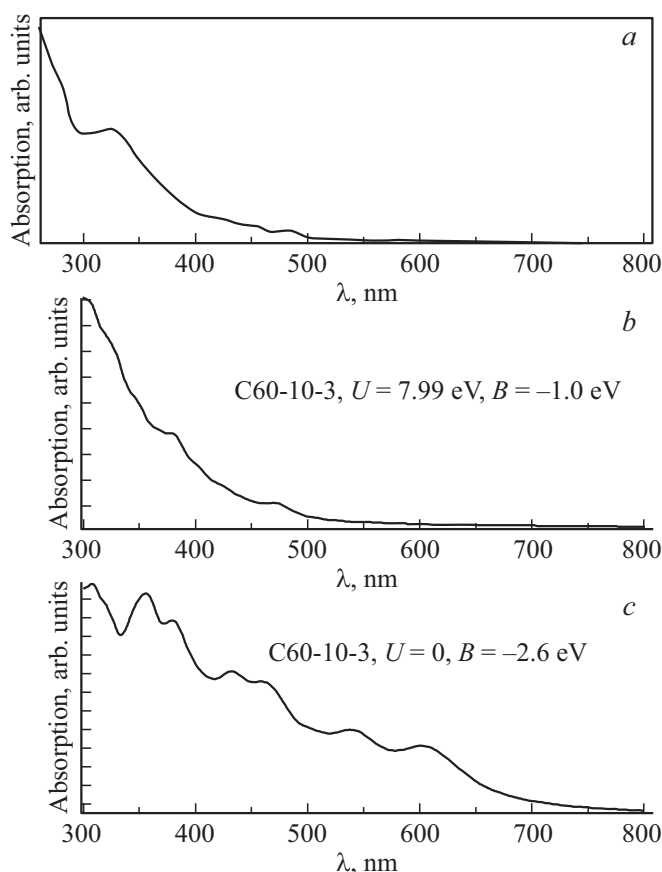 a
Absorption, arb. units
300 400 500 600 700 800
λ, nm
b
Absorption, arb. units
C60-10-3, U = 7.99 eV, B = –1.0 eV
300 400 500 600 700 800
λ, nm
c
Absorption, arb. units
C60-10-3, U = 0, B = –2.6 eV
300 400 500 600 700 800
λ, nm